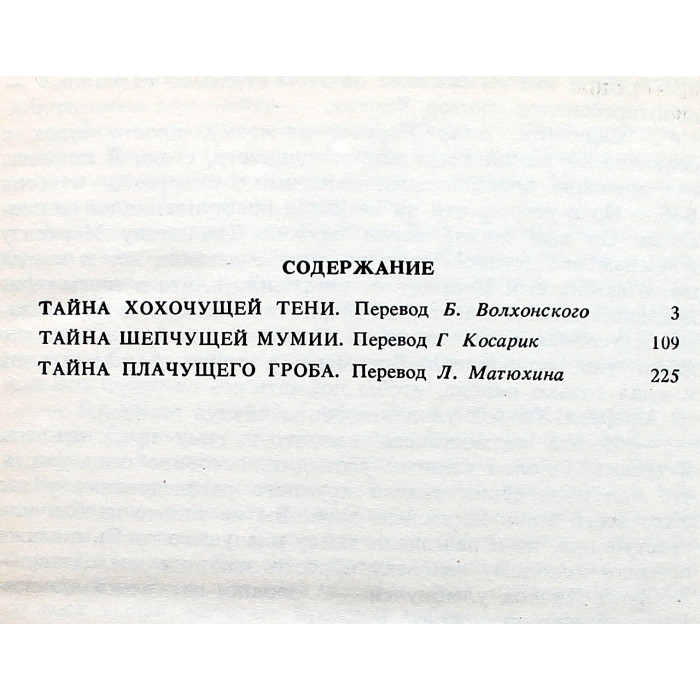 СОДЕРЖАНИЕ
ТАЙНА ХОХОЧУЩЕЙ ТЕНИ. Перевод Б. Волхонского 3
ТАЙНА ШЕПЧУЩЕЙ МУМИИ. Перевод Г Косарик 109
ТАЙНА ПЛАЧУЩЕГО ГРОБА. Перевод Л. Матюхина 225